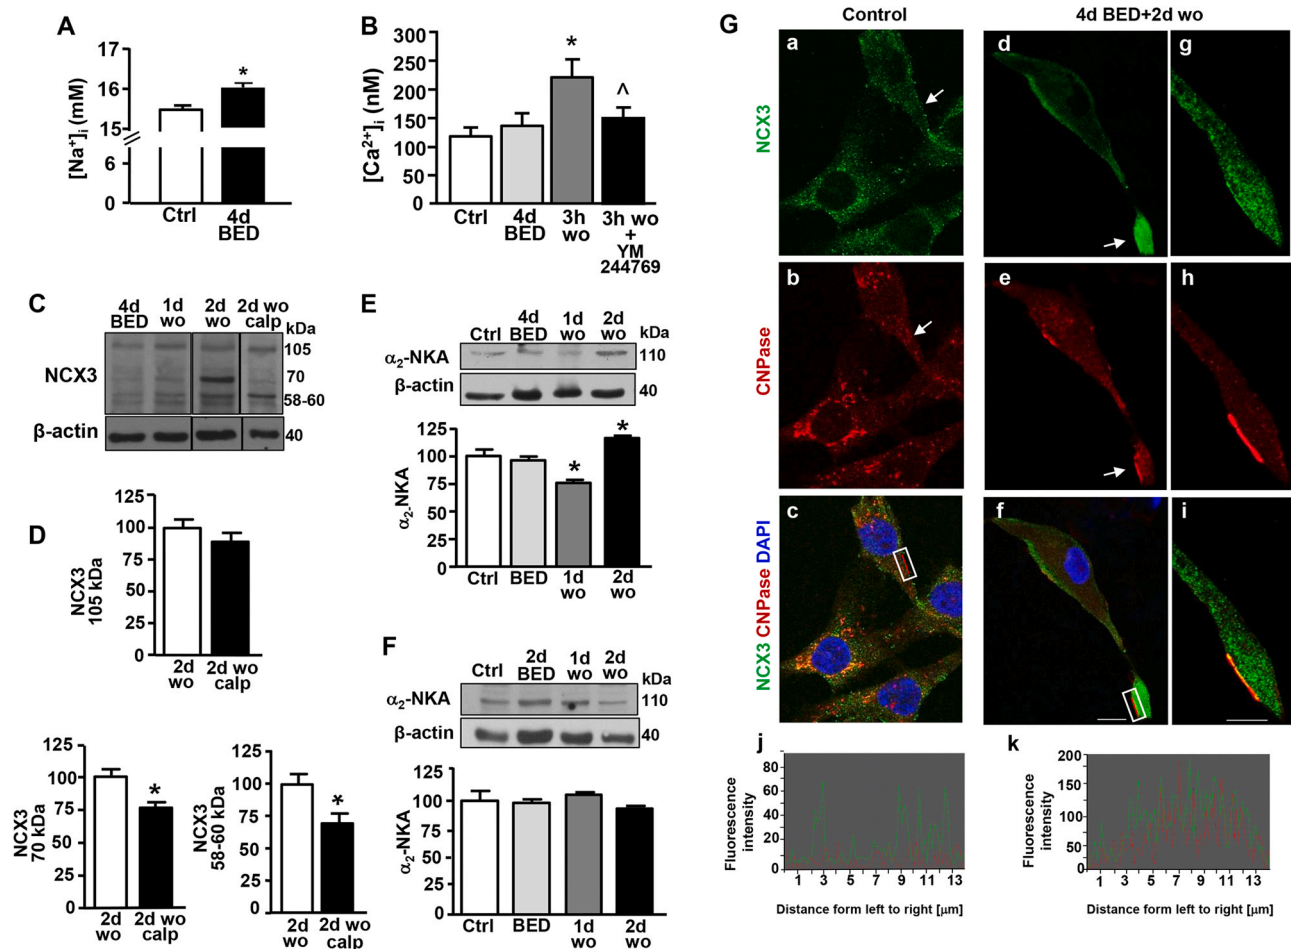 A
[Na+]i (mM)
17
16
15
6
0
*
Ctrl
4d
BED
B
[Ca2+]i (nM)
300
250
200
150
100
50
0
*
^
Ctrl
4d
BED
3h
wo
3h wo
+
YM
244769
C
4d
BED
1d
wo
2d
wo
2d wo
calp
kDa
NCX3
105
70
58-60
β-actin
40
D
NCX3
105 kDa
125
100
75
50
25
0
2d
wo
2d wo
calp
NCX3
70 kDa
125
100
75
50
25
0
*
2d
wo
2d wo
calp
NCX3
58-60 kDa
125
100
75
50
25
0
*
2d
wo
2d wo
calp
E
Ctrl
4d
BED
1d
wo
2d
wo
kDa
α2-NKA
110
β-actin
40
α2-NKA
125
100
75
50
25
0
*
*
Ctrl
BED
1d
wo
2d wo
F
Ctrl
2d
BED
1d
wo
2d
wo
kDa
α2-NKA
110
β-actin
40
α2-NKA
125
100
75
50
25
0
Ctrl
BED
1d
wo
2d wo
G
Control
4d BED+2d wo
NCX3
a
d
g
CNPase
b
e
h
NCX3 CNPase DAPI
c
f
i
j
Fluorescence
intensity
80
60
40
20
0
1 3 5 7 9 11 13
Distance form left to right [µm]
k
Fluorescence
intensity
200
150
100
50
0
1 3 5 7 9 11 13
Distance form left to right [µm]